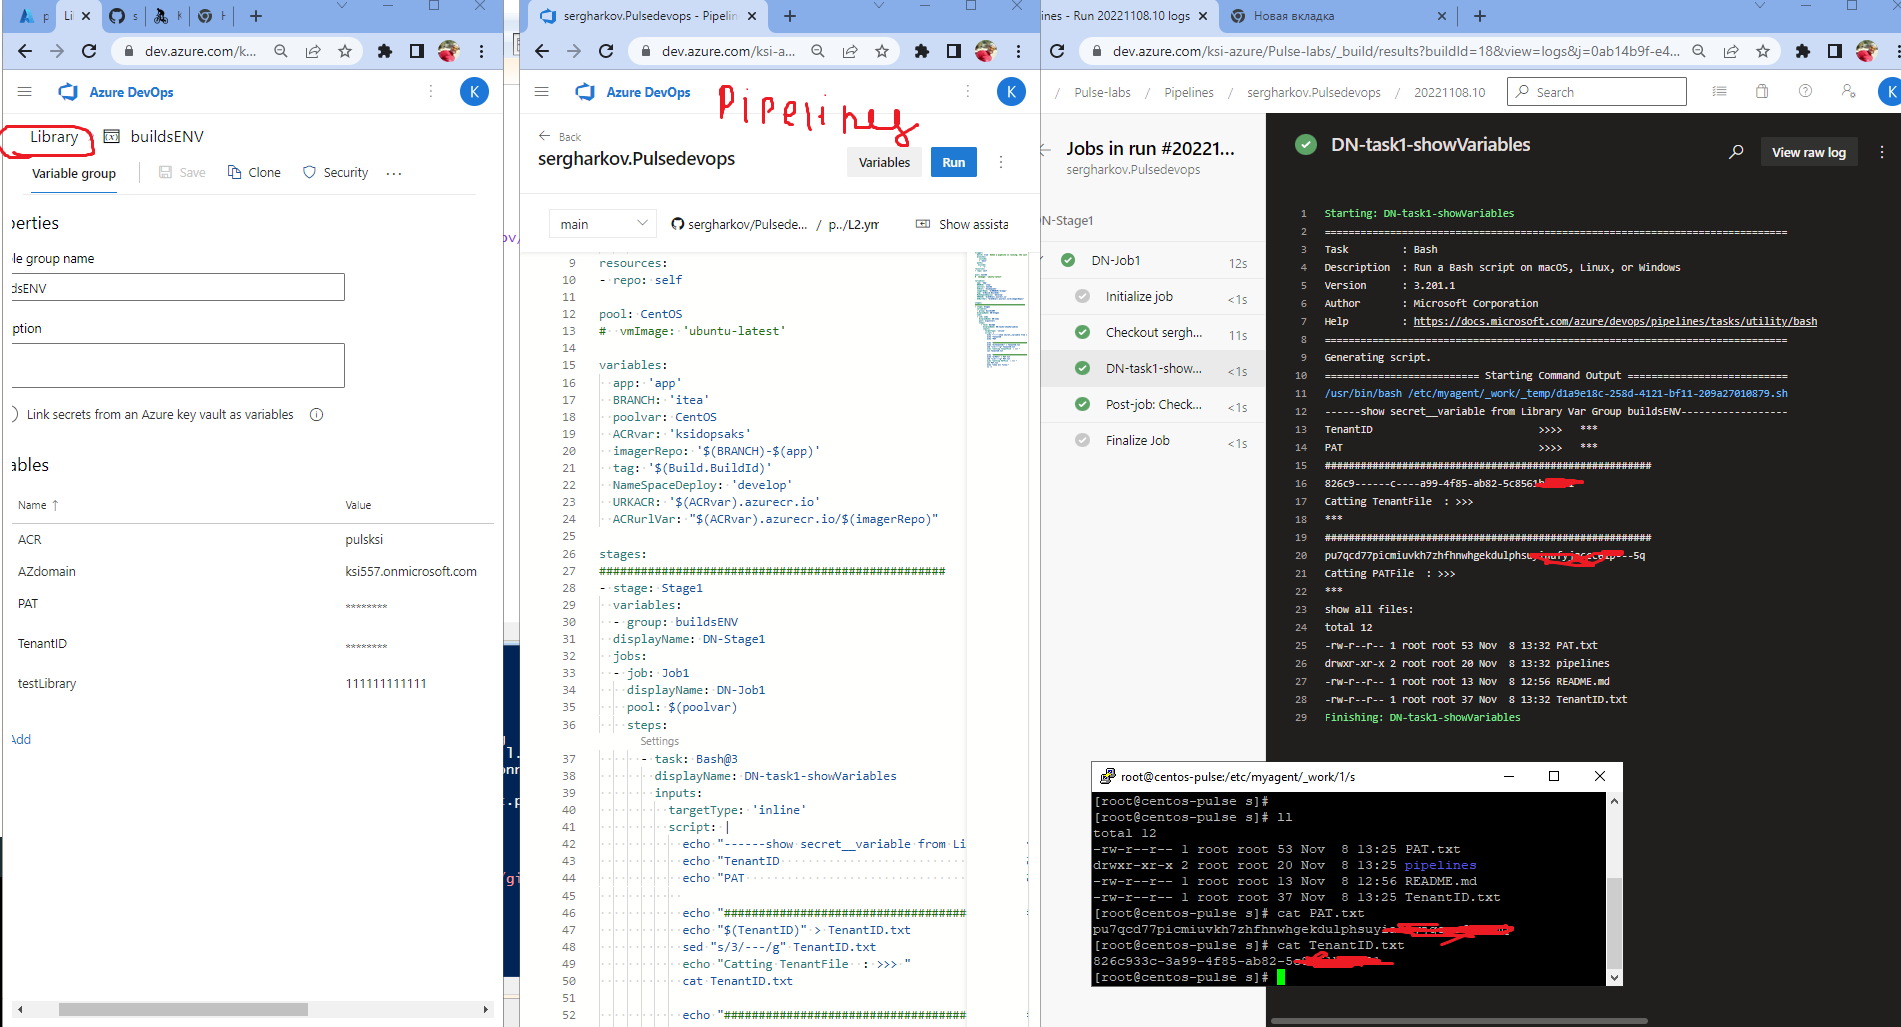 dev.azure.com/k...
Azure DevOps
K
Library
buildsENV
Variable group
Save
Clone
Security
perties
le group name
dsENV
ption
Link secrets from an Azure key vault as variables
ables
Name ↑ Value
ACR pulsksi
AZdomain ksi557.onmicrosoft.com
PAT ********
TenantID ********
testLibrary 111111111111
Add
sergharkov.Pulsedevops - Pipelin
dev.azure.com/ksi-a...
Azure DevOps
Pipelines
K
Back
sergharkov.Pulsedevops
Variables
Run
main
sergharkov/Pulsede... / p../L2.ym
Show assista
9 resources:
10 - repo: self
11
12 pool: CentOS
13 #  vmImage: 'ubuntu-latest'
14
15 variables:
16   app: 'app'
17   BRANCH: 'itea'
18   poolvar: CentOS
19   ACRvar: 'ksidopsaks'
20   imagerRepo: '$(BRANCH)-$(app)'
21   tag: '$(Build.BuildId)'
22   NameSpaceDeploy: 'develop'
23   URKACR: '$(ACRvar).azurecr.io'
24   ACRurlVar: "$(ACRvar).azurecr.io/$(imagerRepo)"
25
26 stages:
27 ##################################################
28 - stage: Stage1
29   variables:
30   - group: buildsENV
31   displayName: DN-Stage1
32   jobs:
33   - job: Job1
34     displayName: DN-Job1
35     pool: $(poolvar)
36     steps:
Settings
37       - task: Bash@3
38         displayName: DN-task1-showVariables
39         inputs:
40           targetType: 'inline'
41           script: |
42             echo "------show secret__variable from Li
43             echo "TenantID
44             echo "PAT
45
46             echo "###################################
47             echo "$(TenantID)" > TenantID.txt
48             sed "s/3/---/g" TenantID.txt
49             echo "Catting TenantFile  : >>> "
50             cat TenantID.txt
51
52             echo "###################################
lines - Run 20221108.10 logs
Новая вкладка
dev.azure.com/ksi-azure/Pulse-labs/_build/results?buildId=18&view=logs&j=0ab14b9f-e4...
/ Pulse-labs / Pipelines / sergharkov.Pulsedevops / 20221108.10
Search
K
Jobs in run #20221...
sergharkov.Pulsedevops
DN-Stage1
DN-Job1 12s
Initialize job <1s
Checkout sergh... 11s
DN-task1-show... <1s
Post-job: Check... <1s
Finalize Job <1s
DN-task1-showVariables
View raw log
1 Starting: DN-task1-showVariables
2 ==============================================================================
3 Task         : Bash
4 Description  : Run a Bash script on macOS, Linux, or Windows
5 Version      : 3.201.1
6 Author       : Microsoft Corporation
7 Help         : https://docs.microsoft.com/azure/devops/pipelines/tasks/utility/bash
8 ==============================================================================
9 Generating script.
10 ========================== Starting Command Output ===========================
11 /usr/bin/bash /etc/myagent/_work/_temp/d1a9e18c-258d-4121-bf11-209a27010879.sh
12 ------show secret__variable from Library Var Group buildsENV------------------
13 TenantID >>>> ***
14 PAT >>>> ***
15 #######################################################
16 826c9------c----a99-4f85-ab82-5c8561
17 Catting TenantFile  : >>>
18 ***
19 #######################################################
20 pu7qcd77picmiuvkh7zhfhnwhgekdulphsu ---5q
21 Catting PATFile  : >>>
22 ***
23 show all files:
24 total 12
25 -rw-r--r-- 1 root root 53 Nov  8 13:32 PAT.txt
26 drwxr-xr-x 2 root root 20 Nov  8 13:32 pipelines
27 -rw-r--r-- 1 root root 13 Nov  8 12:56 README.md
28 -rw-r--r-- 1 root root 37 Nov  8 13:32 TenantID.txt
29 Finishing: DN-task1-showVariables
root@centos-pulse:/etc/myagent/_work/1/s
[root@centos-pulse s]#
[root@centos-pulse s]# ll
total 12
-rw-r--r-- 1 root root 53 Nov  8 13:25 PAT.txt
drwxr-xr-x 2 root root 20 Nov  8 13:25 pipelines
-rw-r--r-- 1 root root 13 Nov  8 12:56 README.md
-rw-r--r-- 1 root root 37 Nov  8 13:25 TenantID.txt
[root@centos-pulse s]# cat PAT.txt
pu7qcd77picmiuvkh7zhfhnwhgekdulphsuyi
[root@centos-pulse s]# cat TenantID.txt
826c933c-3a99-4f85-ab82-5
[root@centos-pulse s]#